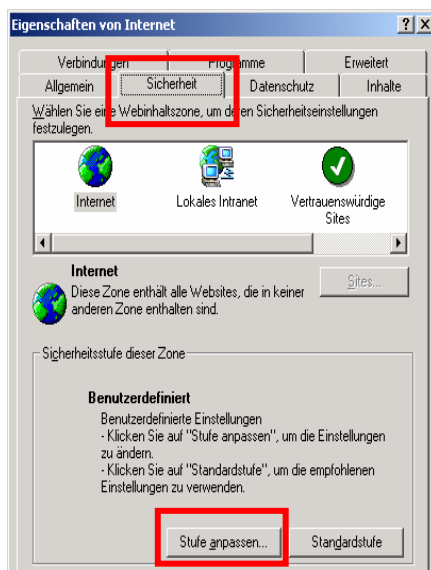 Eigenschaften von Internet
Verbindungen Programme Erweitert
Allgemein Sicherheit Datenschutz Inhalte
Wählen Sie eine Webinhaltszone, um deren Sicherheitseinstellungen
festzulegen.
Internet Lokales Intranet Vertrauenswürdige
Sites
Internet
Diese Zone enthält alle Websites, die in keiner
anderen Zone enthalten sind.
Sites...
Sicherheitsstufe dieser Zone
Benutzerdefiniert
Benutzerdefinierte Einstellungen
- Klicken Sie auf "Stufe anpassen", um die Einstellungen
zu ändern.
- Klicken Sie auf "Standardstufe", um die empfohlenen
Einstellungen zu verwenden.
Stufe anpassen... Standardstufe